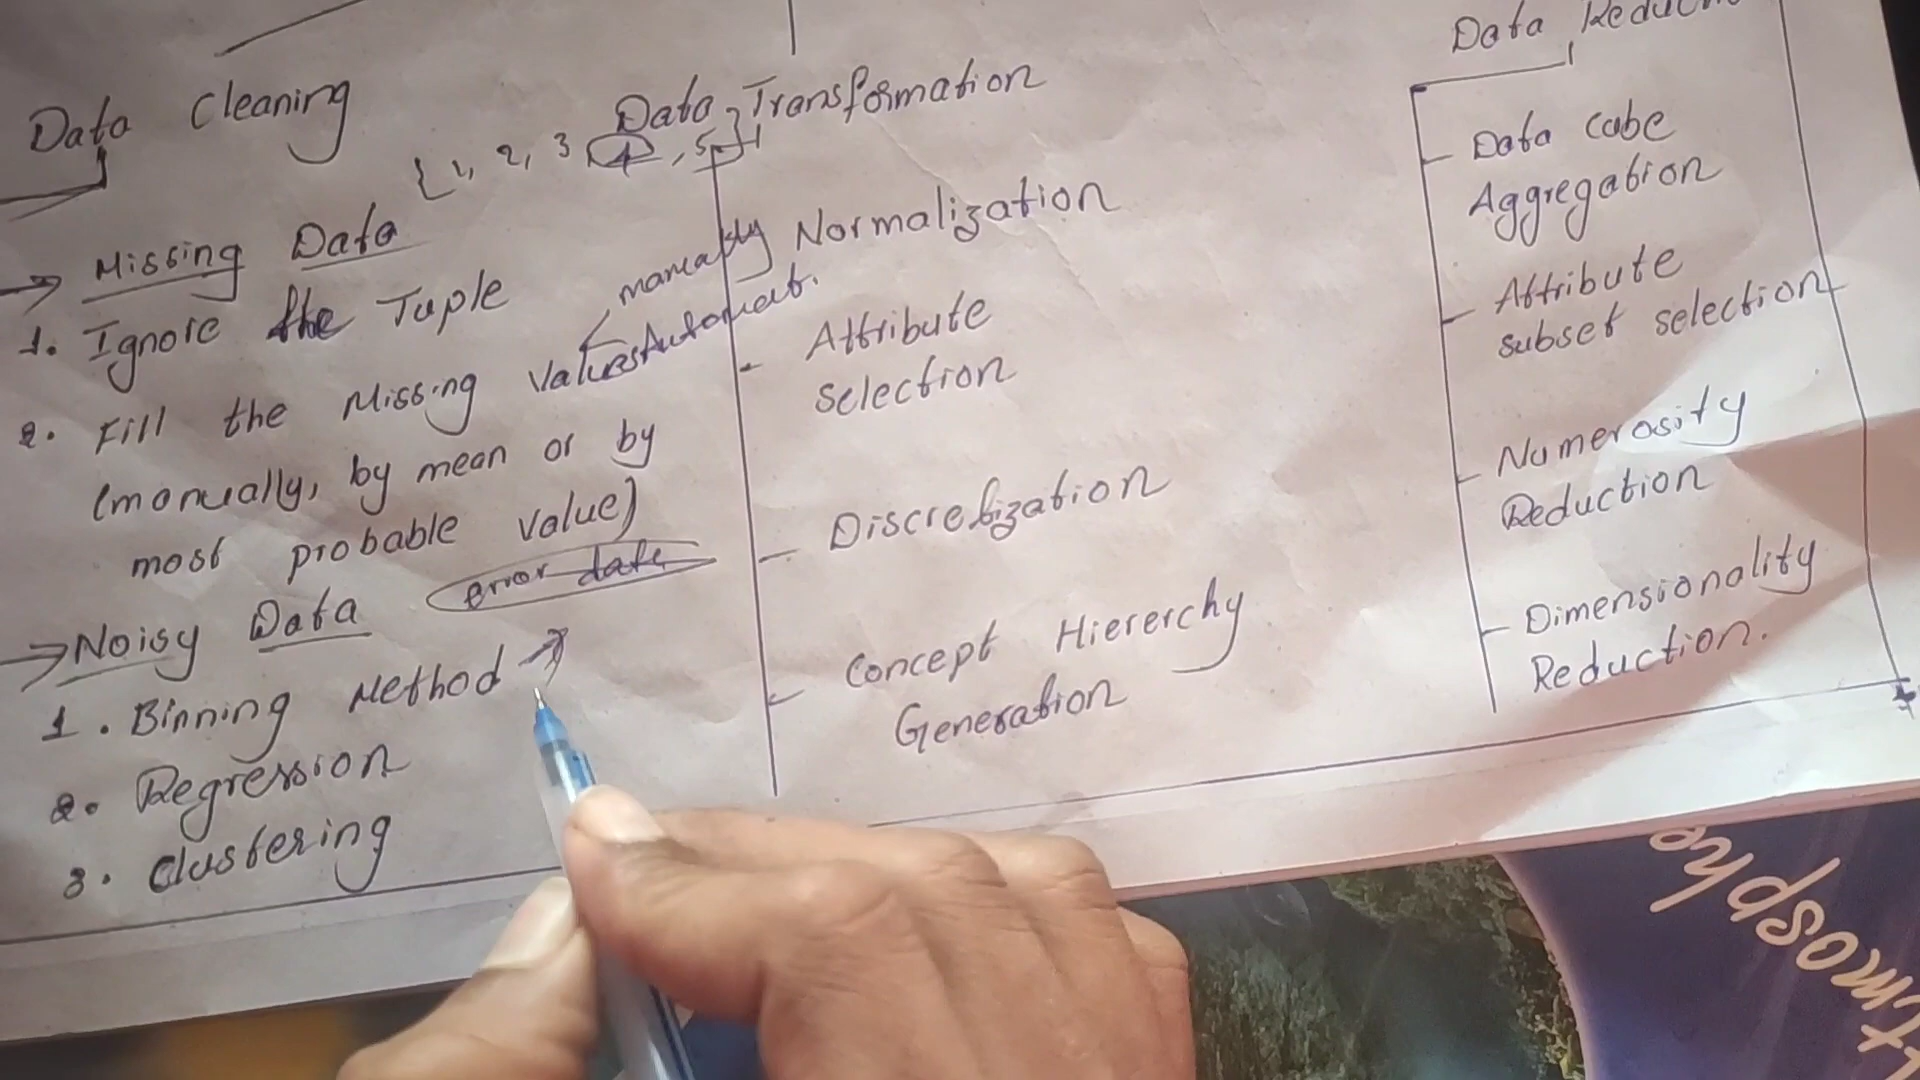 Data Cleaning
{1, 2, 3 4, 5}
→ Missing Data
1. Ignore the Tuple
2. Fill the Missing Values
manually
Automat.
(manually, by mean or by
most probable value)
→ Noisy Data
error data
1. Binning Method →
2. Regression
3. Clustering
Data Transformation
Normalization
- Attribute
selection
- Discretization
- Concept Hiererchy
Generation
Data
- Data cube
Aggregation
- Attribute
subset selection
- Numerosity
Reduction
- Dimensionality
Reduction.